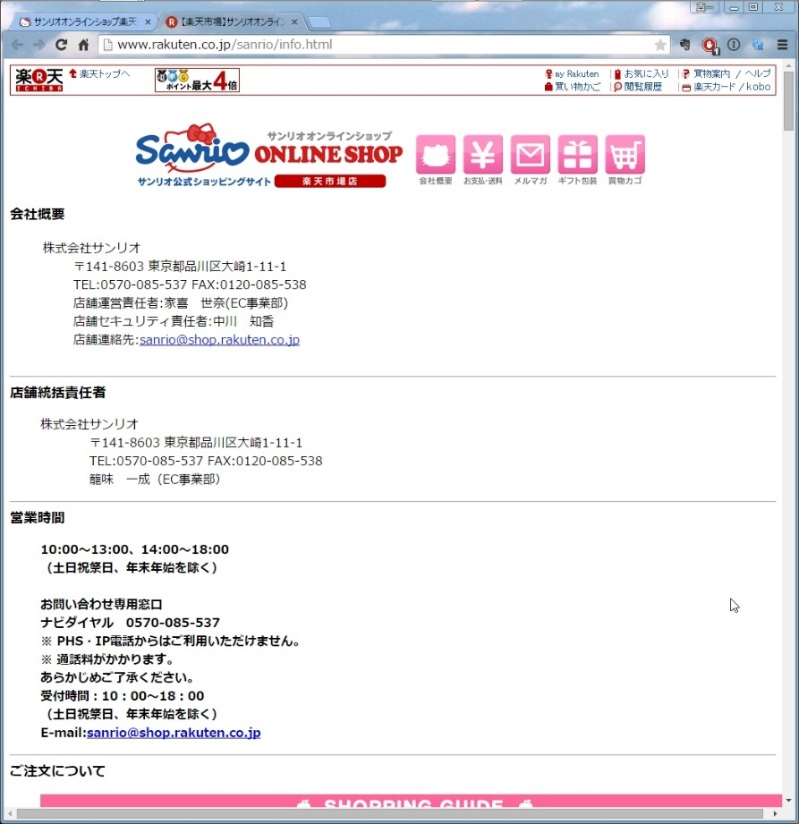 サンリオオンラインショップ楽天
【楽天市場】サンリオオンライン
www.rakuten.co.jp/sanrio/info.html
楽天
ICHIBA
楽天トップへ
ポイント最大4倍
my Rakuten
お気に入り
買物案内 / ヘルプ
買い物かご
閲覧履歴
楽天カード / kobo
サンリオオンラインショップ
Sanrio ONLINE SHOP
サンリオ公式ショッピングサイト 楽天市場店
会社概要
お支払・送料
メルマガ
ギフト包装
買物カゴ
会社概要
株式会社サンリオ
〒141-8603 東京都品川区大崎1-11-1
TEL:0570-085-537 FAX:0120-085-538
店舗運営責任者:家喜 世奈(EC事業部)
店舗セキュリティ責任者:中川 知香
店舗連絡先:sanrio@shop.rakuten.co.jp
店舗統括責任者
株式会社サンリオ
〒141-8603 東京都品川区大崎1-11-1
TEL:0570-085-537 FAX:0120-085-538
籠味 一成（EC事業部）
営業時間
10:00～13:00、14:00～18:00
（土日祝祭日、年末年始を除く）
お問い合わせ専用窓口
ナビダイヤル 0570-085-537
※ PHS・IP電話からはご利用いただけません。
※ 通話料がかかります。
あらかじめご了承ください。
受付時間：10：00～18：00
（土日祝祭日、年末年始を除く）
E-mail:sanrio@shop.rakuten.co.jp
ご注文について
SHOPPING GUIDE